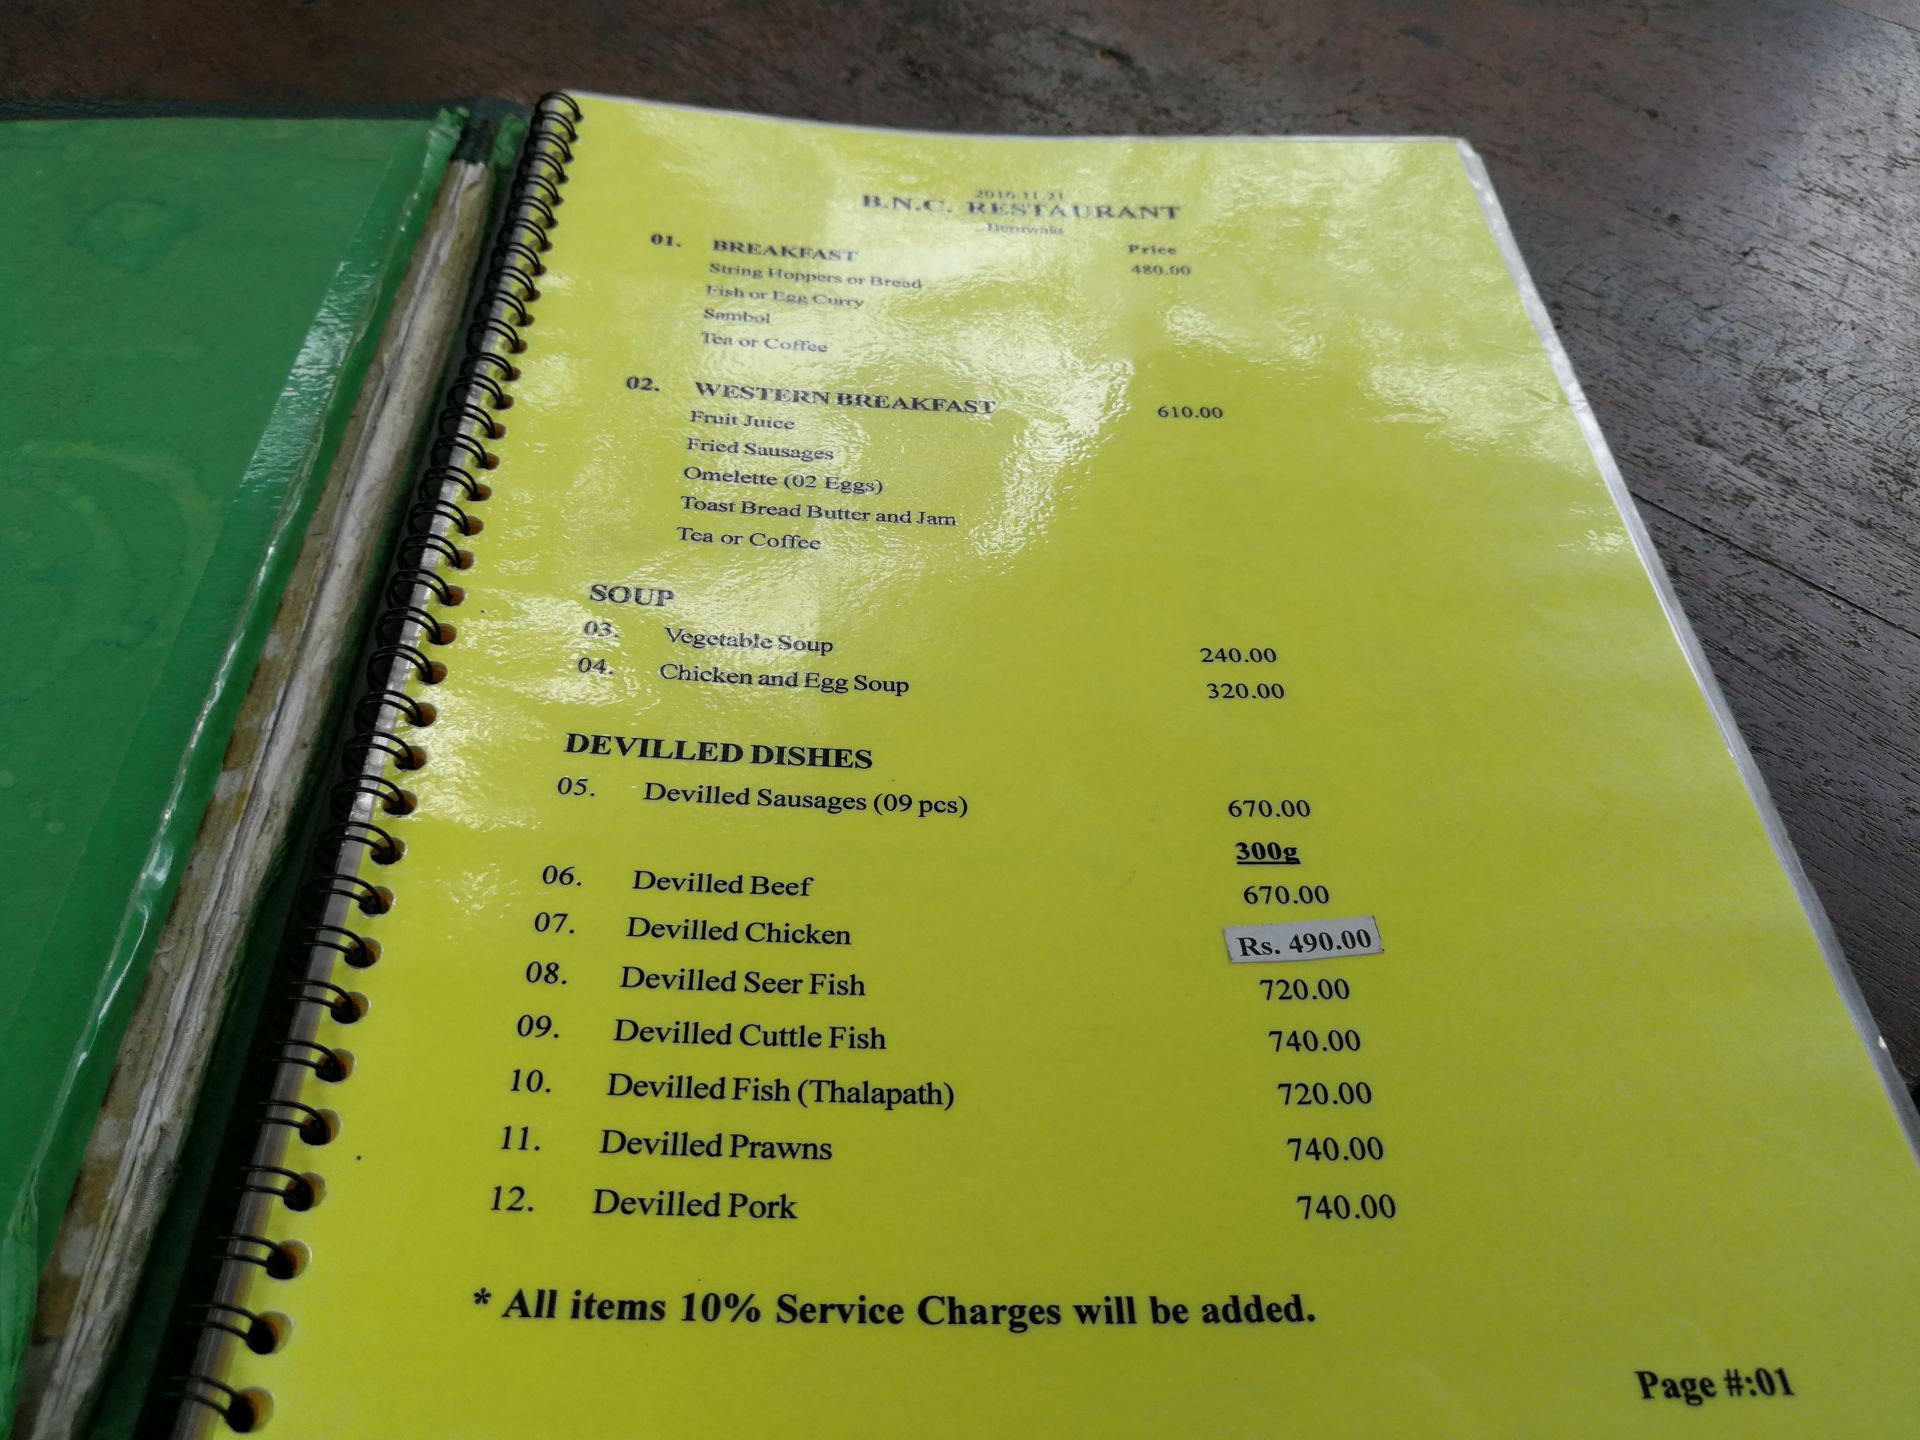 2016.11.21
B.N.C. RESTAURANT
01. BREAKFAST Price
String Hoppers or Bread 480.00
Fish or Egg Curry
Sambol
Tea or Coffee
02. WESTERN BREAKFAST 610.00
Fruit Juice
Fried Sausages
Omelette (02 Eggs)
Toast Bread Butter and Jam
Tea or Coffee
SOUP
03. Vegetable Soup 240.00
04. Chicken and Egg Soup 320.00
DEVILLED DISHES
05. Devilled Sausages (09 pcs) 670.00
300g
06. Devilled Beef 670.00
07. Devilled Chicken Rs. 490.00
08. Devilled Seer Fish 720.00
09. Devilled Cuttle Fish 740.00
10. Devilled Fish (Thalapath) 720.00
11. Devilled Prawns 740.00
12. Devilled Pork 740.00
* All items 10% Service Charges will be added.
Page #:01